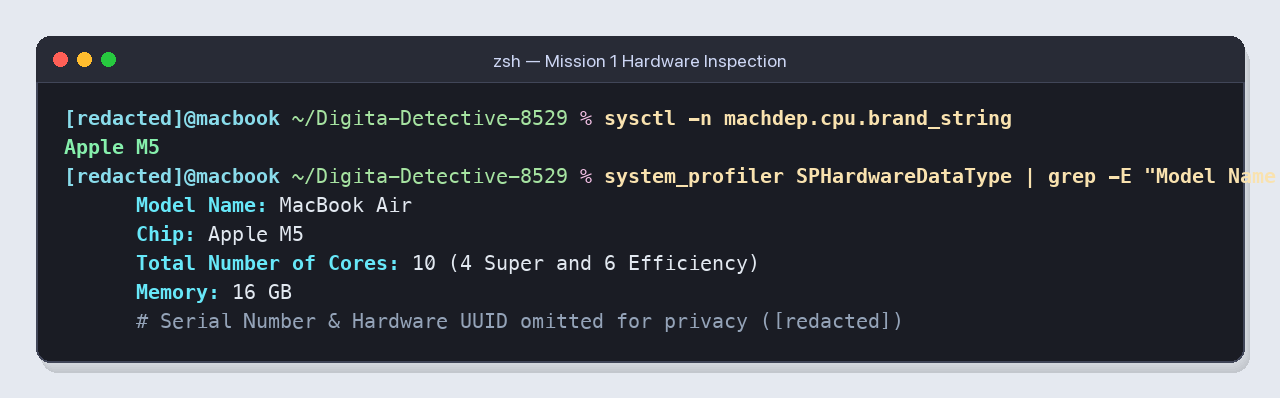 zsh — Mission 1 Hardware Inspection
[redacted]@macbook ~/Digita-Detective-8529 % sysctl -n machdep.cpu.brand_string
Apple M5
[redacted]@macbook ~/Digita-Detective-8529 % system_profiler SPHardwareDataType | grep -E "Model Name
Model Name: MacBook Air
Chip: Apple M5
Total Number of Cores: 10 (4 Super and 6 Efficiency)
Memory: 16 GB
# Serial Number & Hardware UUID omitted for privacy ([redacted])